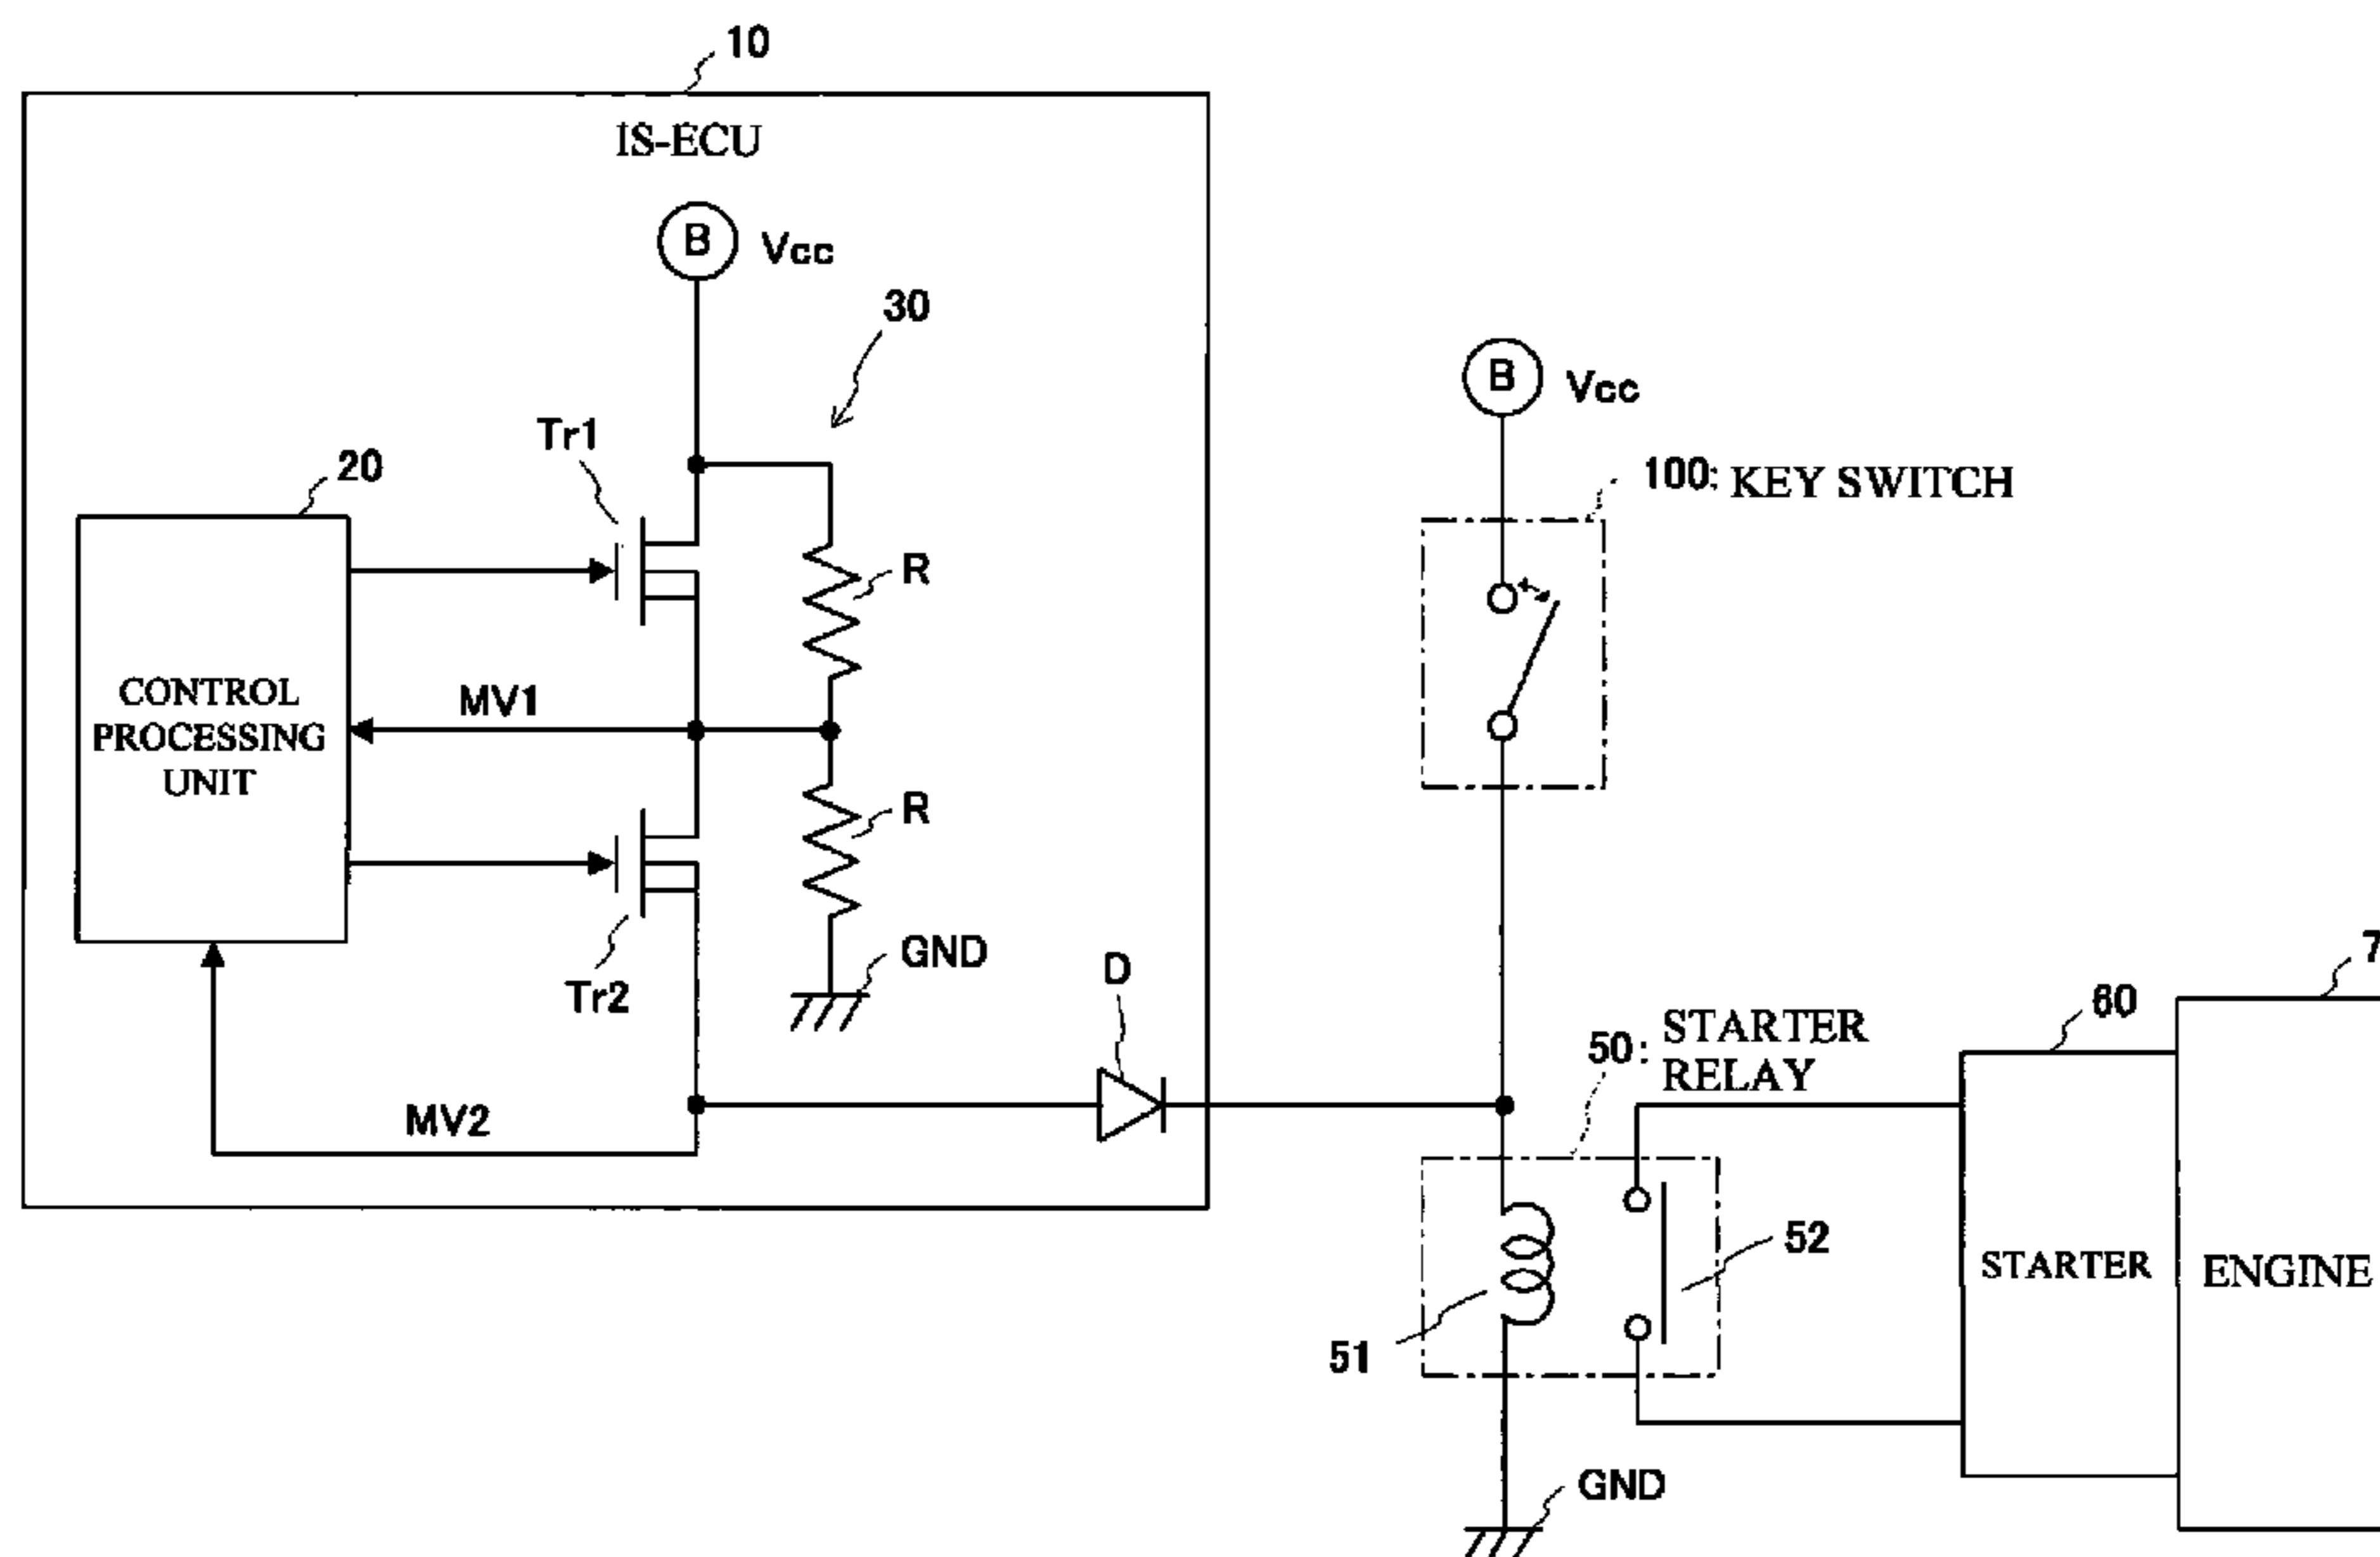 10
IS-ECU
B Vcc
30
Tr1
20
R
MV1
CONTROL
PROCESSING
UNIT
R
GND
Tr2
D
MV2
B Vcc
100: KEY SWITCH
50: STARTER
RELAY
60
7
52
51
STARTER
ENGINE
GND